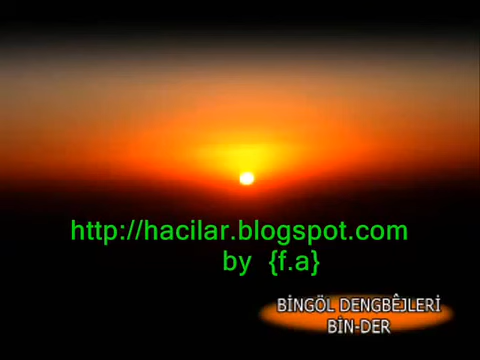 http://hacilar.blogspot.com
by {f.a}
BİNGÖL DENGBÊJLERİ
BİN-DER